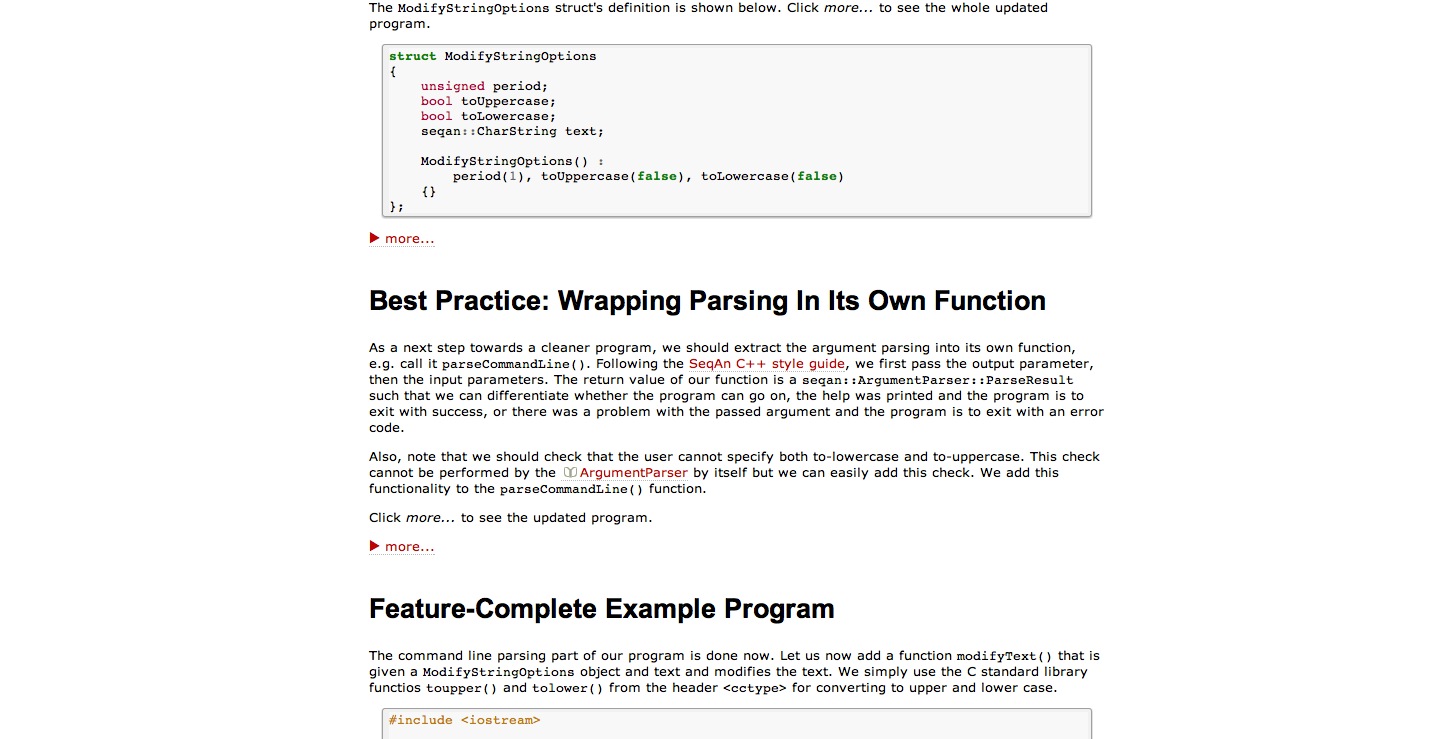 The ModifyStringOptions struct's definition is shown below. Click more... to see the whole updated
program.
struct ModifyStringOptions
{
    unsigned period;
    bool toUppercase;
    bool toLowercase;
    seqan::CharString text;

    ModifyStringOptions() :
        period(1), toUppercase(false), toLowercase(false)
    {}
};
▶ more...
Best Practice: Wrapping Parsing In Its Own Function
As a next step towards a cleaner program, we should extract the argument parsing into its own function,
e.g. call it parseCommandLine(). Following the SeqAn C++ style guide, we first pass the output parameter,
then the input parameters. The return value of our function is a seqan::ArgumentParser::ParseResult
such that we can differentiate whether the program can go on, the help was printed and the program is to
exit with success, or there was a problem with the passed argument and the program is to exit with an error
code.
Also, note that we should check that the user cannot specify both to-lowercase and to-uppercase. This check
cannot be performed by the ArgumentParser by itself but we can easily add this check. We add this
functionality to the parseCommandLine() function.
Click more... to see the updated program.
▶ more...
Feature-Complete Example Program
The command line parsing part of our program is done now. Let us now add a function modifyText() that is
given a ModifyStringOptions object and text and modifies the text. We simply use the C standard library
functios toupper() and tolower() from the header <cctype> for converting to upper and lower case.
#include <iostream>